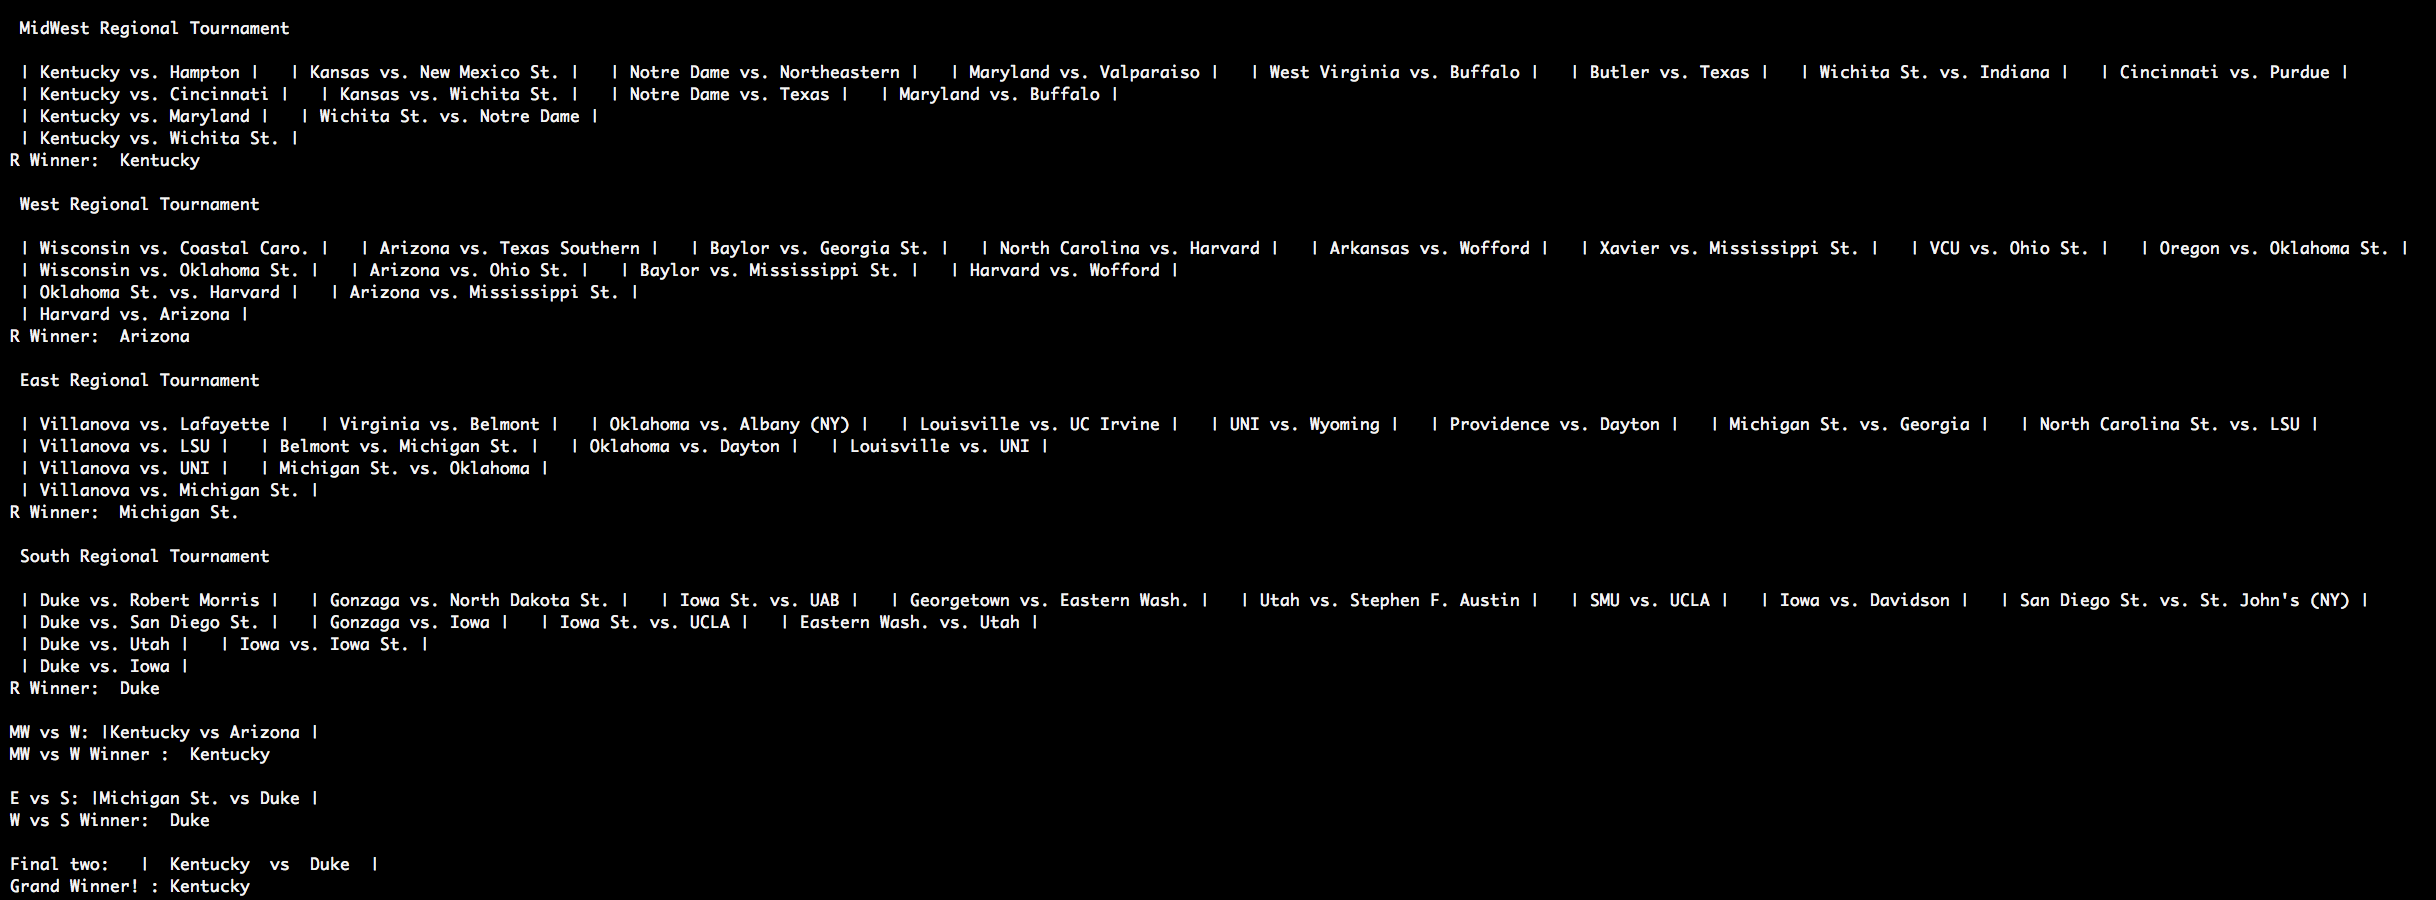 MidWest Regional Tournament
| Kentucky vs. Hampton |   | Kansas vs. New Mexico St. |   | Notre Dame vs. Northeastern |   | Maryland vs. Valparaiso |   | West Virginia vs. Buffalo |   | Butler vs. Texas |   | Wichita St. vs. Indiana |   | Cincinnati vs. Purdue |
| Kentucky vs. Cincinnati |   | Kansas vs. Wichita St. |   | Notre Dame vs. Texas |   | Maryland vs. Buffalo |
| Kentucky vs. Maryland |   | Wichita St. vs. Notre Dame |
| Kentucky vs. Wichita St. |
R Winner:  Kentucky
West Regional Tournament
| Wisconsin vs. Coastal Caro. |   | Arizona vs. Texas Southern |   | Baylor vs. Georgia St. |   | North Carolina vs. Harvard |   | Arkansas vs. Wofford |   | Xavier vs. Mississippi St. |   | VCU vs. Ohio St. |   | Oregon vs. Oklahoma St. |
| Wisconsin vs. Oklahoma St. |   | Arizona vs. Ohio St. |   | Baylor vs. Mississippi St. |   | Harvard vs. Wofford |
| Oklahoma St. vs. Harvard |   | Arizona vs. Mississippi St. |
| Harvard vs. Arizona |
R Winner:  Arizona
East Regional Tournament
| Villanova vs. Lafayette |   | Virginia vs. Belmont |   | Oklahoma vs. Albany (NY) |   | Louisville vs. UC Irvine |   | UNI vs. Wyoming |   | Providence vs. Dayton |   | Michigan St. vs. Georgia |   | North Carolina St. vs. LSU |
| Villanova vs. LSU |   | Belmont vs. Michigan St. |   | Oklahoma vs. Dayton |   | Louisville vs. UNI |
| Villanova vs. UNI |   | Michigan St. vs. Oklahoma |
| Villanova vs. Michigan St. |
R Winner:  Michigan St.
South Regional Tournament
| Duke vs. Robert Morris |   | Gonzaga vs. North Dakota St. |   | Iowa St. vs. UAB |   | Georgetown vs. Eastern Wash. |   | Utah vs. Stephen F. Austin |   | SMU vs. UCLA |   | Iowa vs. Davidson |   | San Diego St. vs. St. John's (NY) |
| Duke vs. San Diego St. |   | Gonzaga vs. Iowa |   | Iowa St. vs. UCLA |   | Eastern Wash. vs. Utah |
| Duke vs. Utah |   | Iowa vs. Iowa St. |
| Duke vs. Iowa |
R Winner:  Duke
MW vs W: |Kentucky vs Arizona |
MW vs W Winner :  Kentucky
E vs S: |Michigan St. vs Duke |
W vs S Winner:  Duke
Final two:   |  Kentucky  vs  Duke  |
Grand Winner! : Kentucky